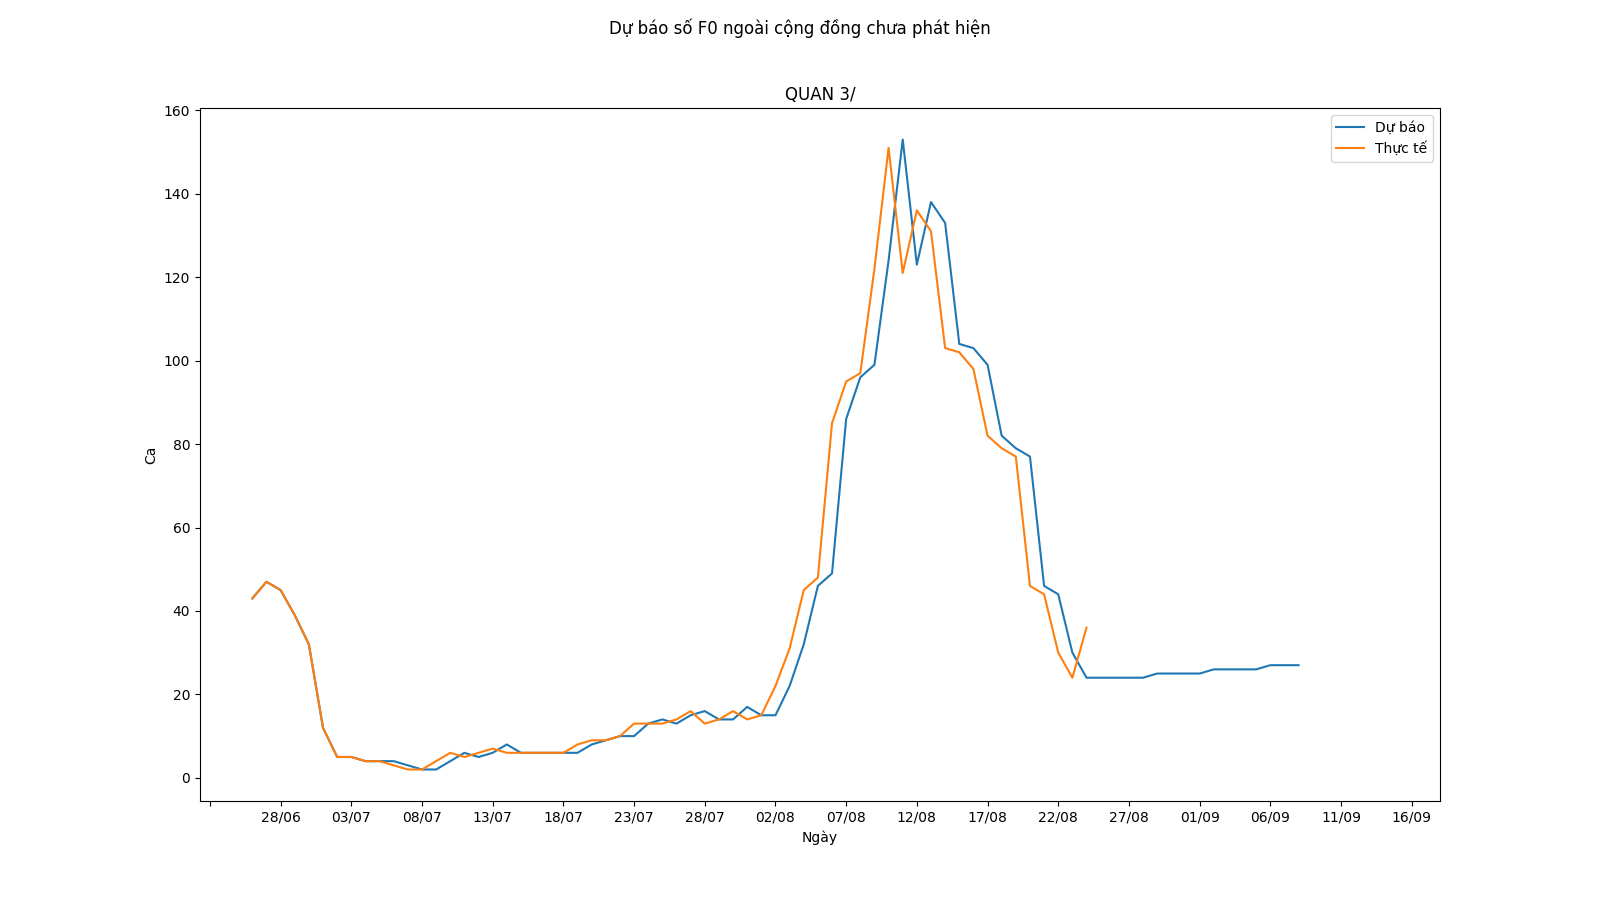 Dự báo số F0 ngoài cộng đồng chưa phát hiện
QUAN 3/
160
140
120
100
80
60
40
20
0
Ca
Dự báo
Thực tế
28/06 03/07 08/07 13/07 18/07 23/07 28/07 02/08 07/08 12/08 17/08 22/08 27/08 01/09 06/09 11/09 16/09
Ngày